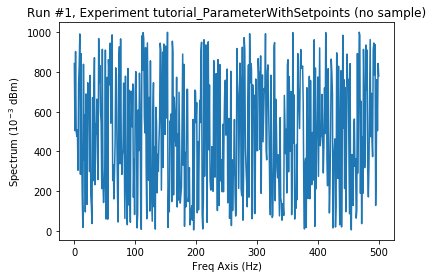 Run #1, Experiment tutorial_ParameterWithSetpoints (no sample)
1000
800
600
400
200
0
Spectrum (10⁻³ dBm)
0 100 200 300 400 500
Freq Axis (Hz)